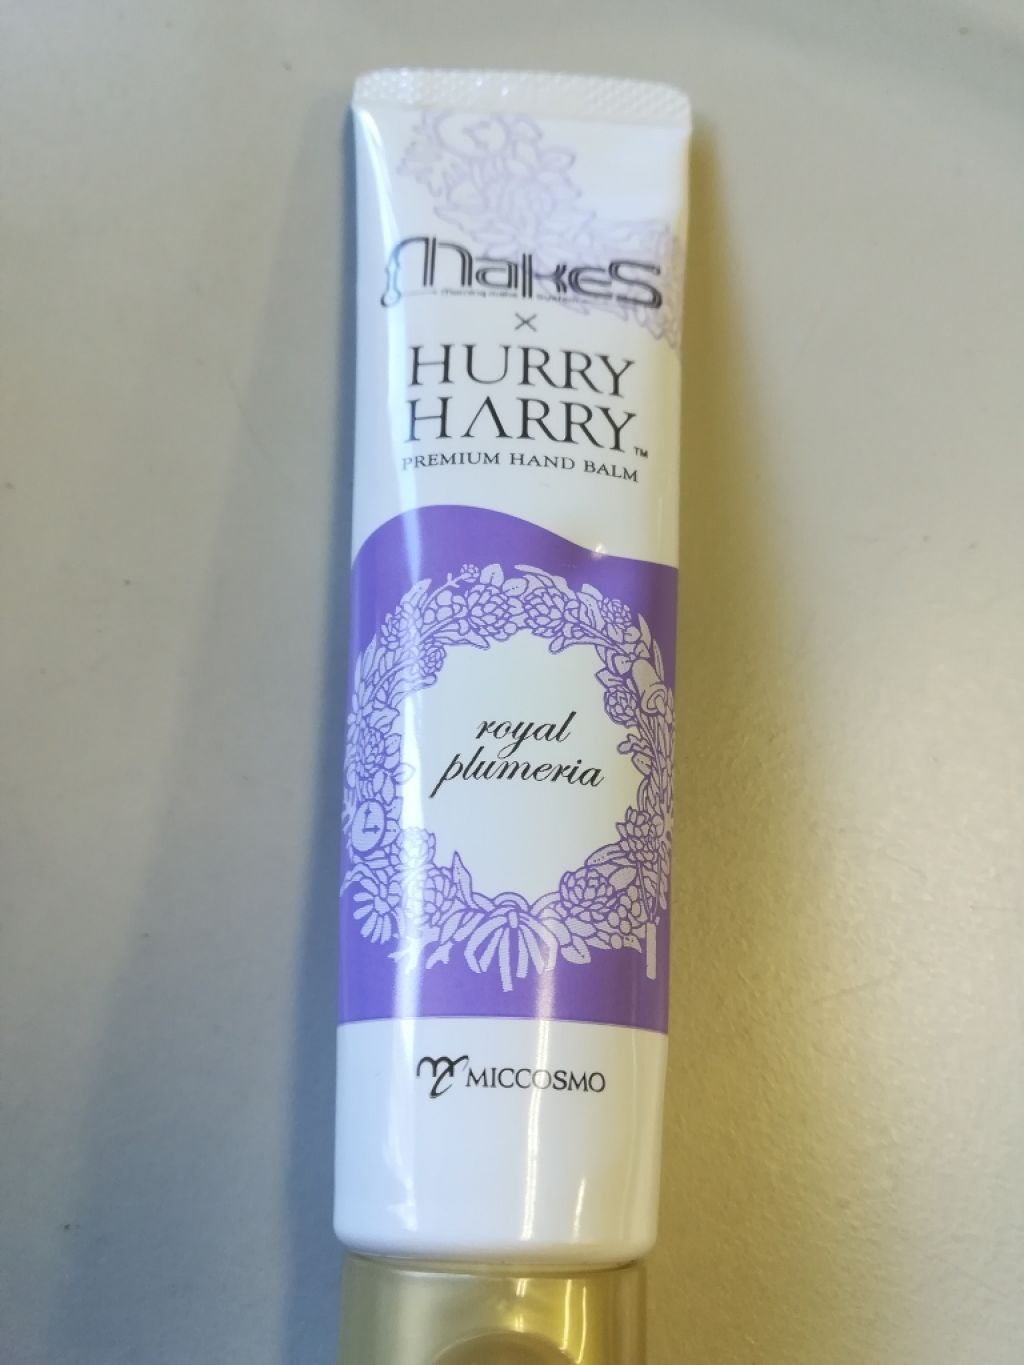 MakeS
×
HURRY
HARRY™
PREMIUM HAND BALM
royal
plumeria
MICCOSMO